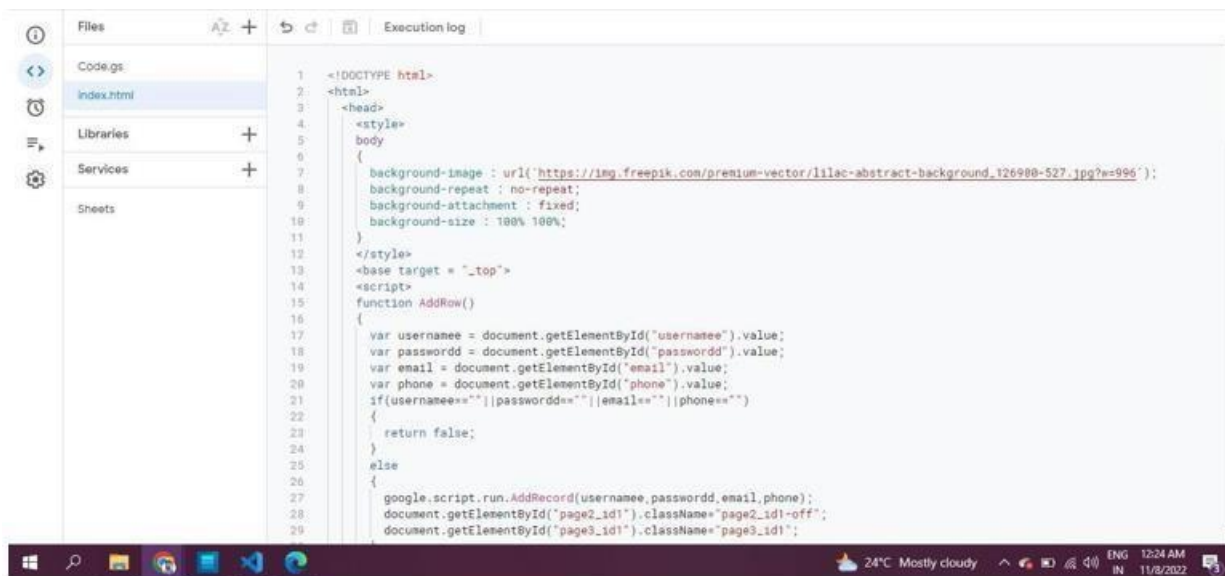 Files
AZ
Execution log
Code.gs
index.html
Libraries
Services
Sheets
1 <!DOCTYPE html>
2 <html>
3 <head>
4 <style>
5 body
6 {
7 background-image : url('https://img.freepik.com/premium-vector/lilac-abstract-background_126980-527.jpg?w=996');
8 background-repeat : no-repeat;
9 background-attachment : fixed;
10 background-size : 100% 100%;
11 }
12 </style>
13 <base target = "_top">
14 <script>
15 function AddRow()
16 {
17 var usernamee = document.getElementById("usernamee").value;
18 var passwordd = document.getElementById("passwordd").value;
19 var email = document.getElementById("email").value;
20 var phone = document.getElementById("phone").value;
21 if(usernamee==""||passwordd==""||email==""||phone=="")
22 {
23 return false;
24 }
25 else
26 {
27 google.script.run.AddRecord(usernamee,passwordd,email,phone);
28 document.getElementById("page2_id1").className="page2_id1-off";
29 document.getElementById("page3_id1").className="page3_id1";
24°C Mostly cloudy
ENG
IN
12:24 AM
11/8/2022